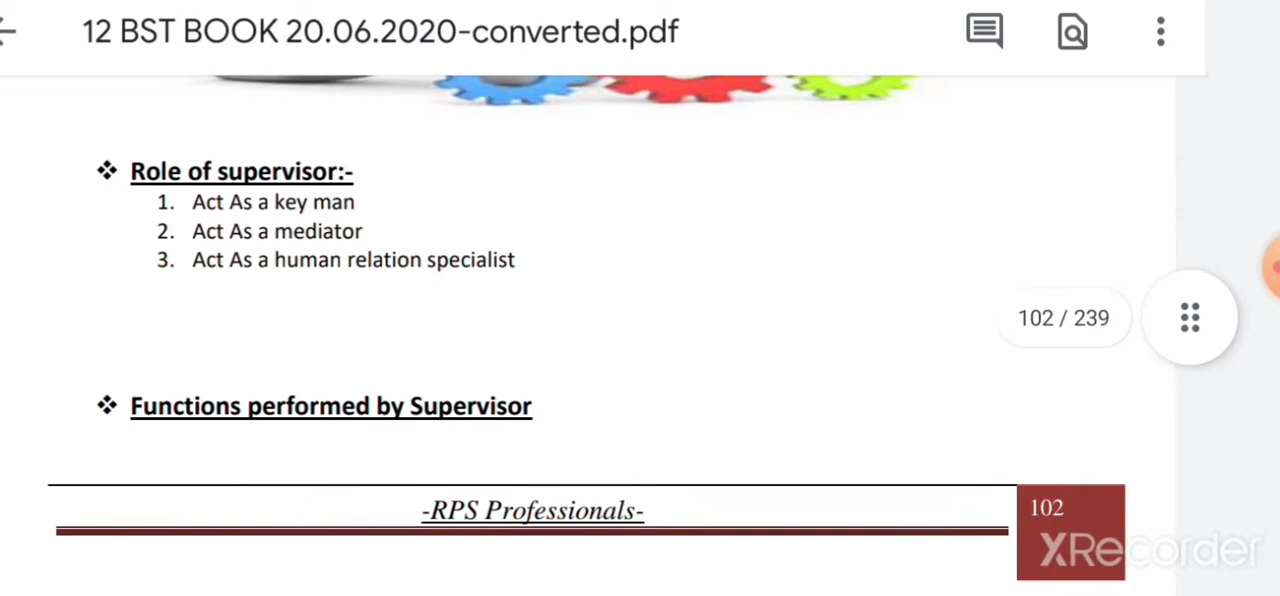 12 BST BOOK 20.06.2020-converted.pdf
❖ Role of supervisor:-
1. Act As a key man
2. Act As a mediator
3. Act As a human relation specialist
102 / 239
❖ Functions performed by Supervisor
-RPS Professionals-
102
XRecorder